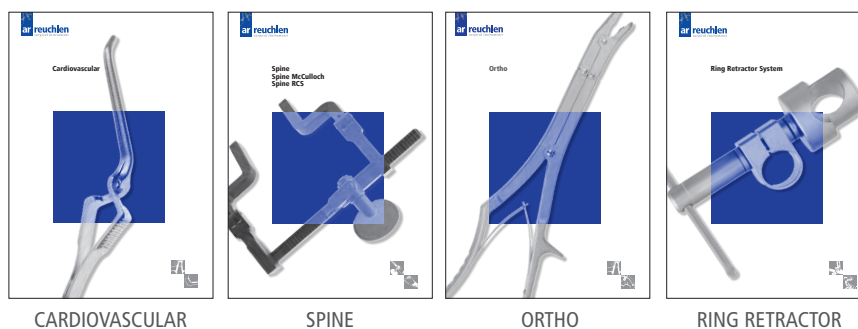 ar reuchlen
Cardiovascular
ar reuchlen
Spine
Spine McCulloch
Spine RCS
ar reuchlen
Ortho
ar reuchlen
Ring Retractor System
CARDIOVASCULAR
SPINE
ORTHO
RING RETRACTOR